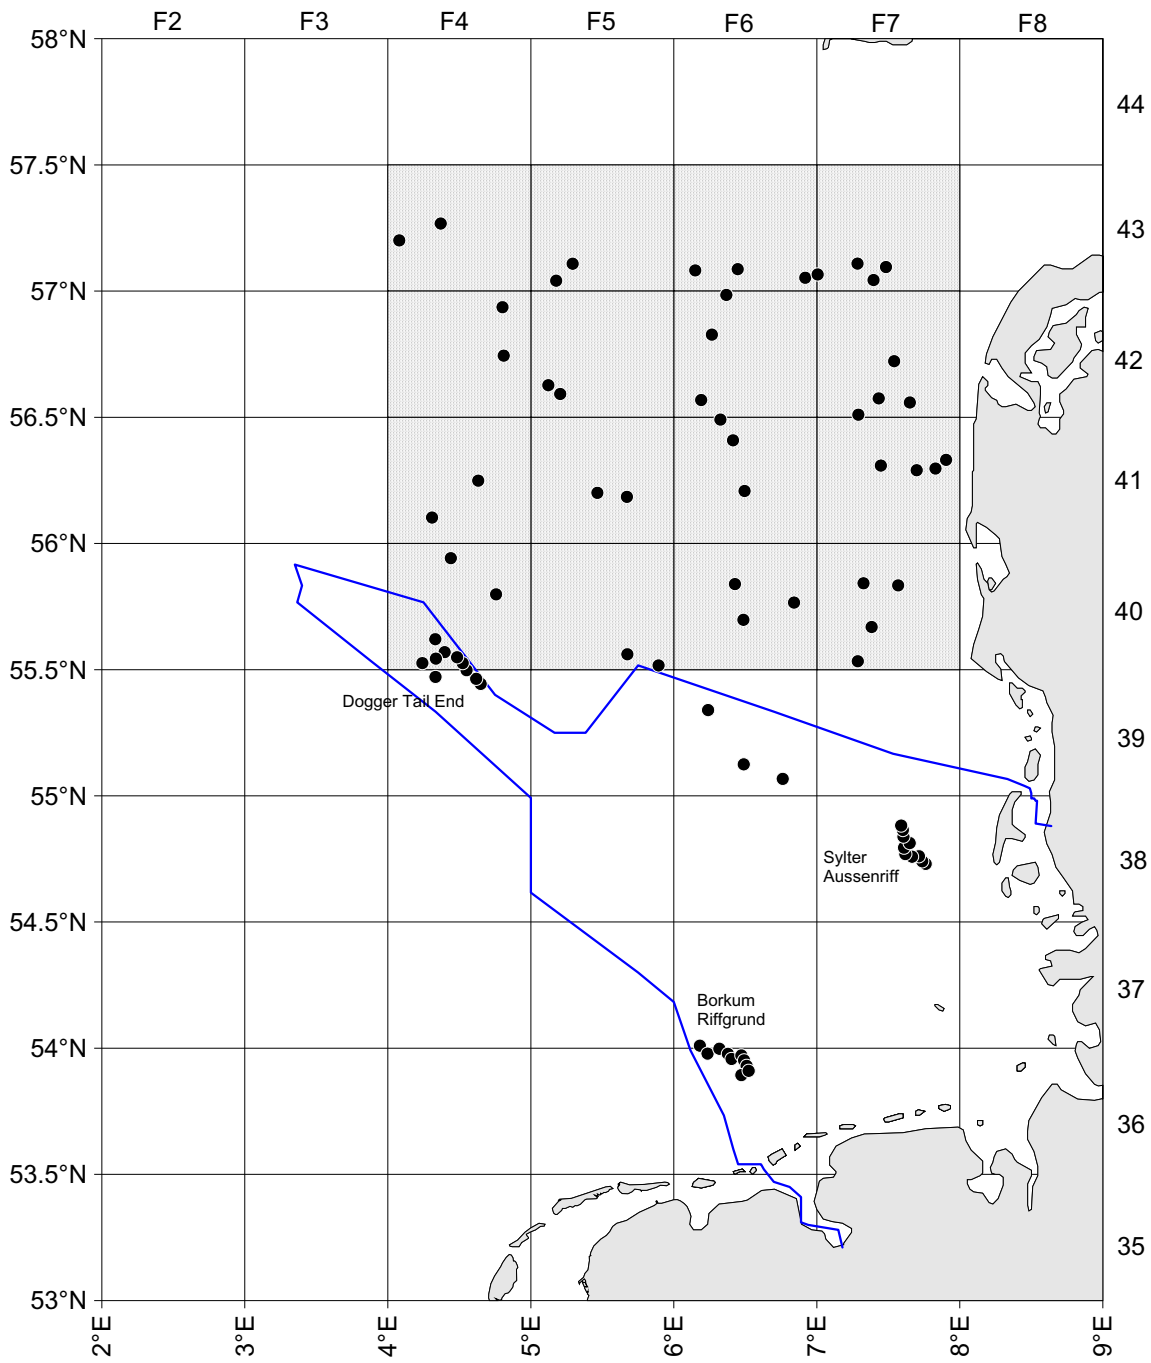 F2 F3 F4 F5 F6 F7 F8
58°N
44
57.5°N
43
57°N
42
56.5°N
41
56°N
40
55.5°N
Dogger Tail End
39
55°N
Sylter
Aussenriff
38
54.5°N
37
Borkum
Riffgrund
54°N
36
53.5°N
35
53°N
2°E 3°E 4°E 5°E 6°E 7°E 8°E 9°E